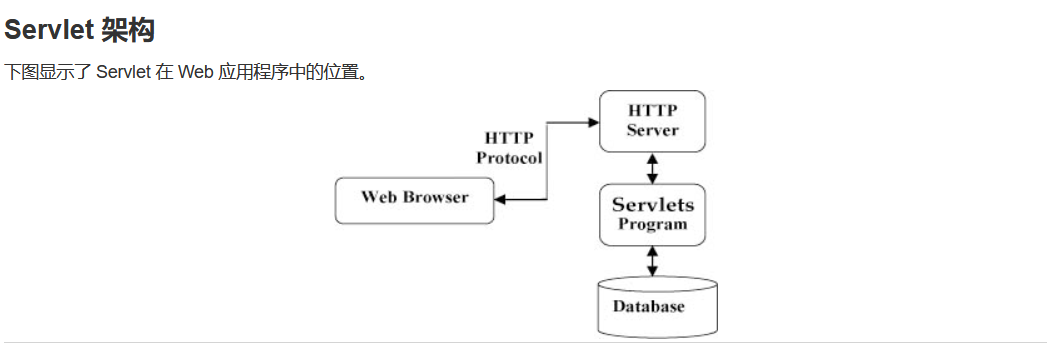 Servlet 架构
下图显示了 Servlet 在 Web 应用程序中的位置。
HTTP
Server
HTTP
Protocol
Web Browser
Servlets
Program
Database